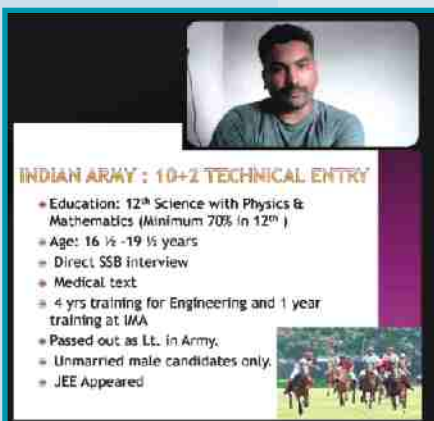 INDIAN ARMY : 10+2 TECHNICAL ENTRY
Education: 12th Science with Physics &
Mathematics (Minimum 70% in 12th )
Age: 16 ½ -19 ½ years
Direct SSB interview
Medical text
4 yrs training for Engineering and 1 year
training at IMA
Passed out as Lt. in Army.
Unmarried male candidates only.
JEE Appeared